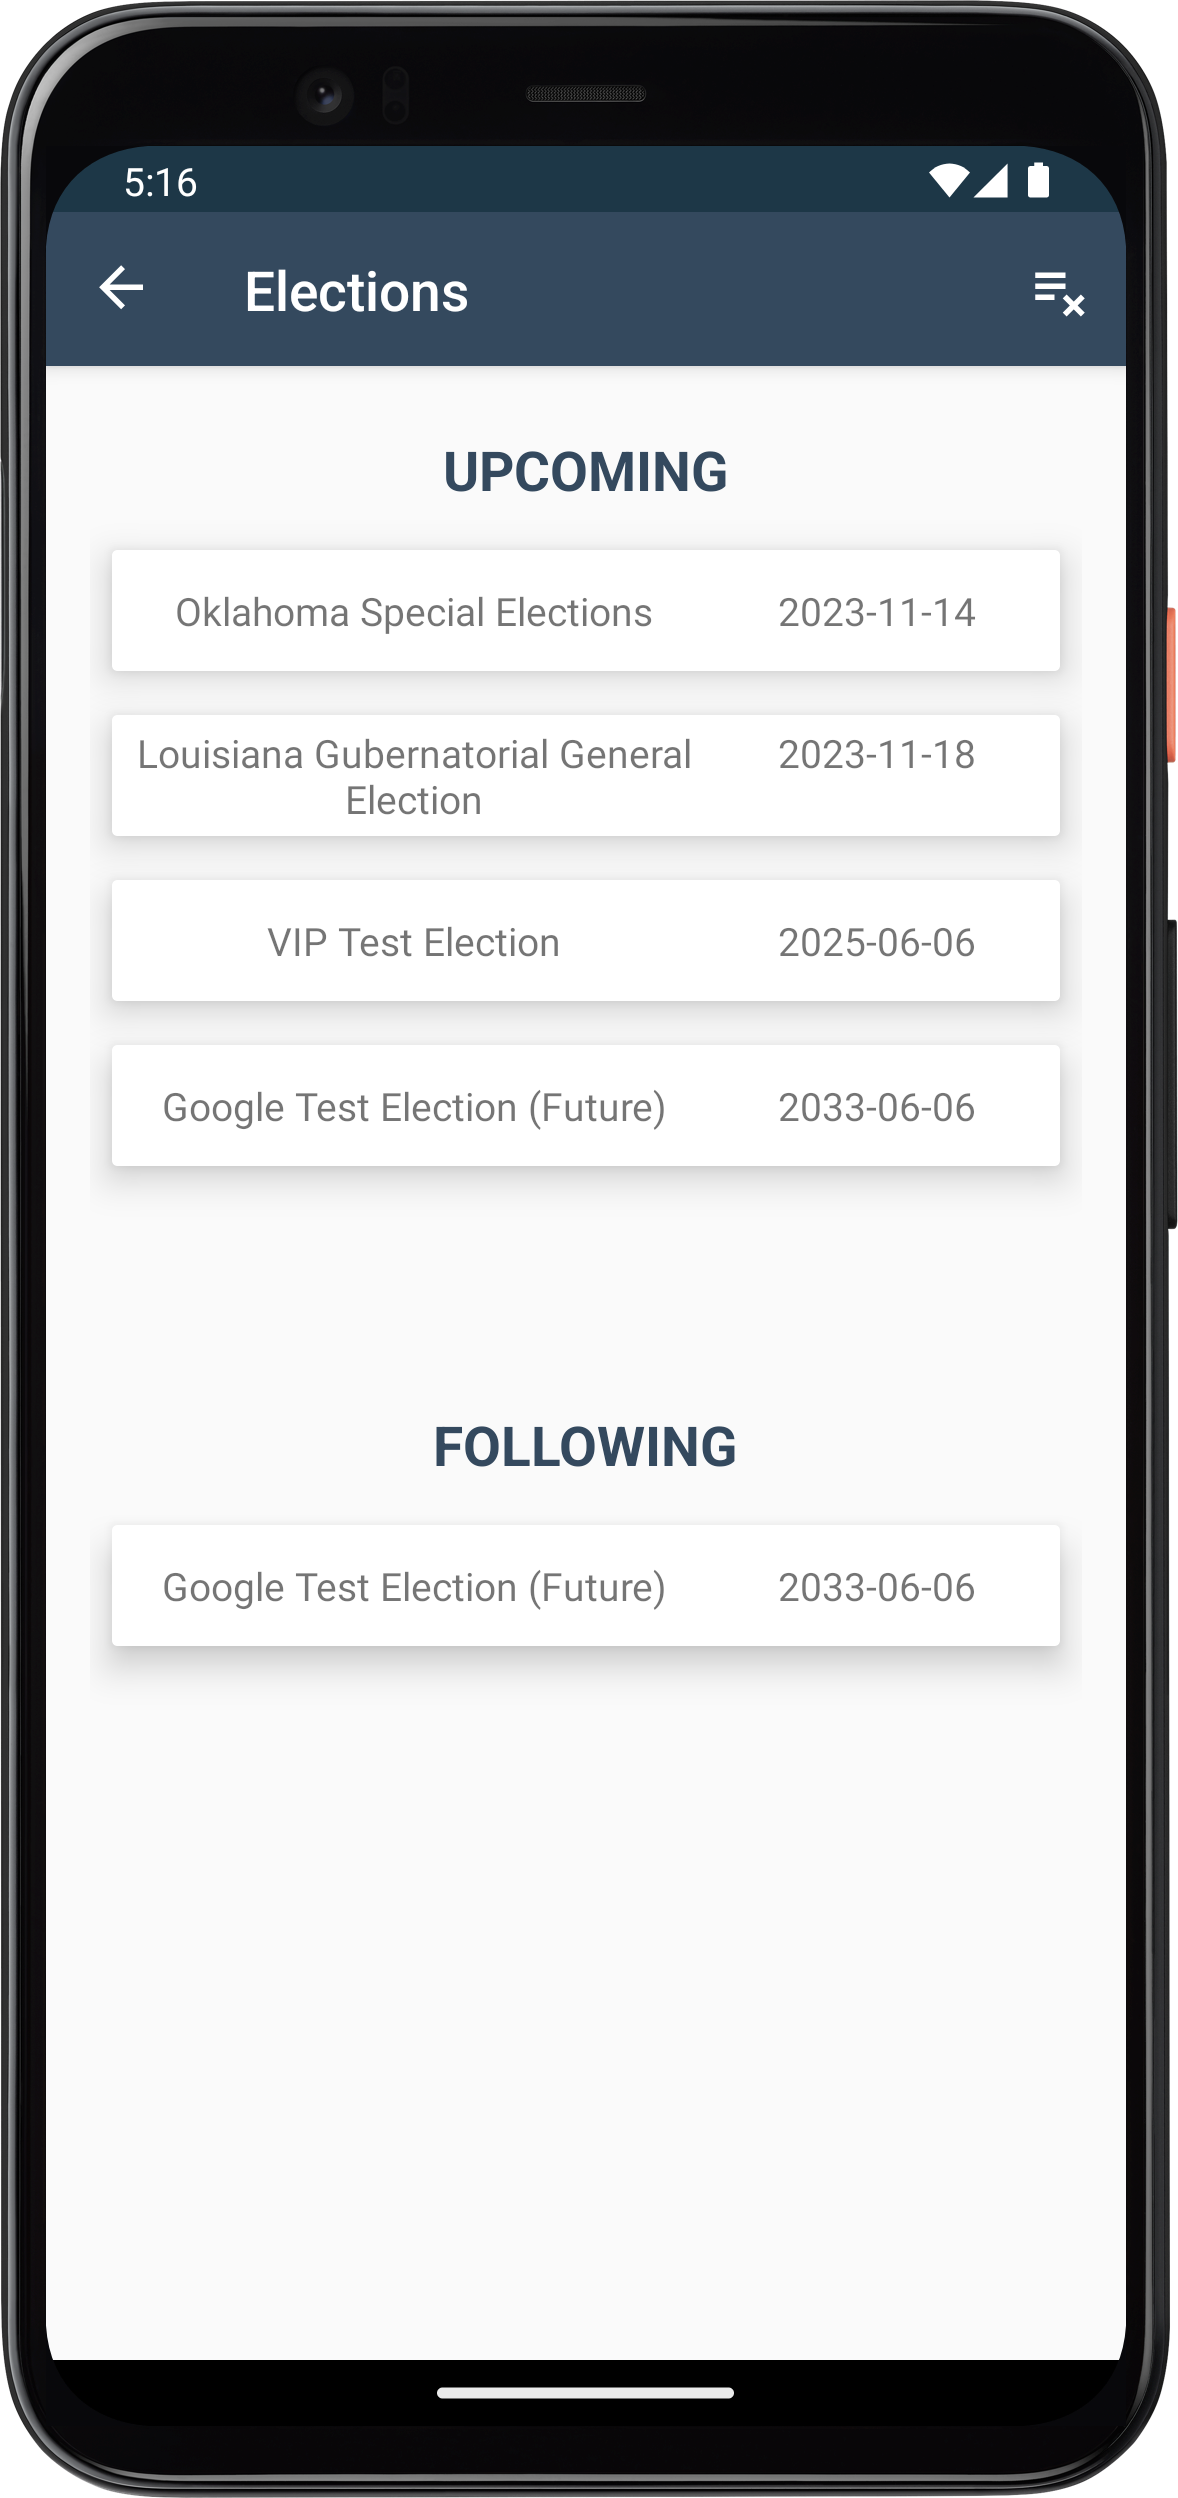 5:16
Elections
UPCOMING
Oklahoma Special Elections 2023-11-14
Louisiana Gubernatorial General 2023-11-18
Election
VIP Test Election 2025-06-06
Google Test Election (Future) 2033-06-06
FOLLOWING
Google Test Election (Future) 2033-06-06